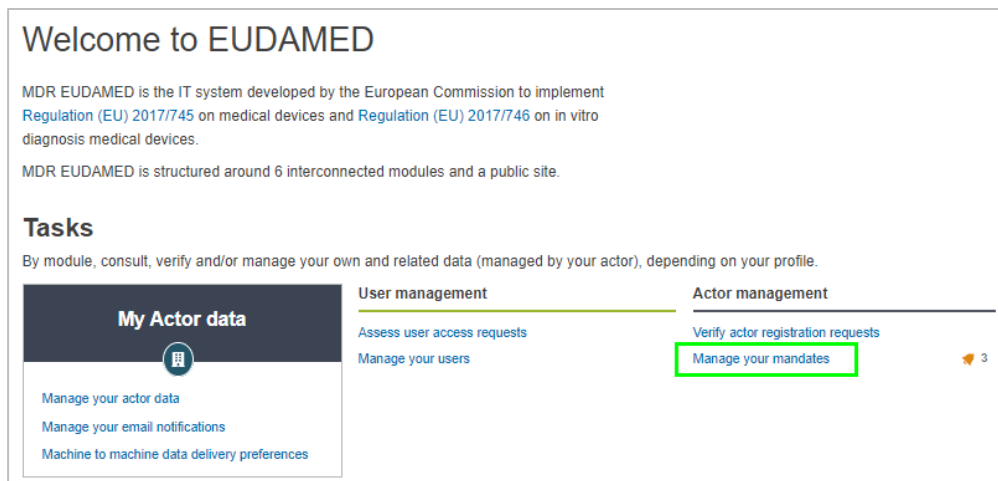 Welcome to EUDAMED
MDR EUDAMED is the IT system developed by the European Commission to implement
Regulation (EU) 2017/745 on medical devices and Regulation (EU) 2017/746 on in vitro
diagnosis medical devices.
MDR EUDAMED is structured around 6 interconnected modules and a public site.
Tasks
By module, consult, verify and/or manage your own and related data (managed by your actor), depending on your profile.
My Actor data
Manage your actor data
Manage your email notifications
Machine to machine data delivery preferences
User management
Assess user access requests
Manage your users
Actor management
Verify actor registration requests
Manage your mandates 3